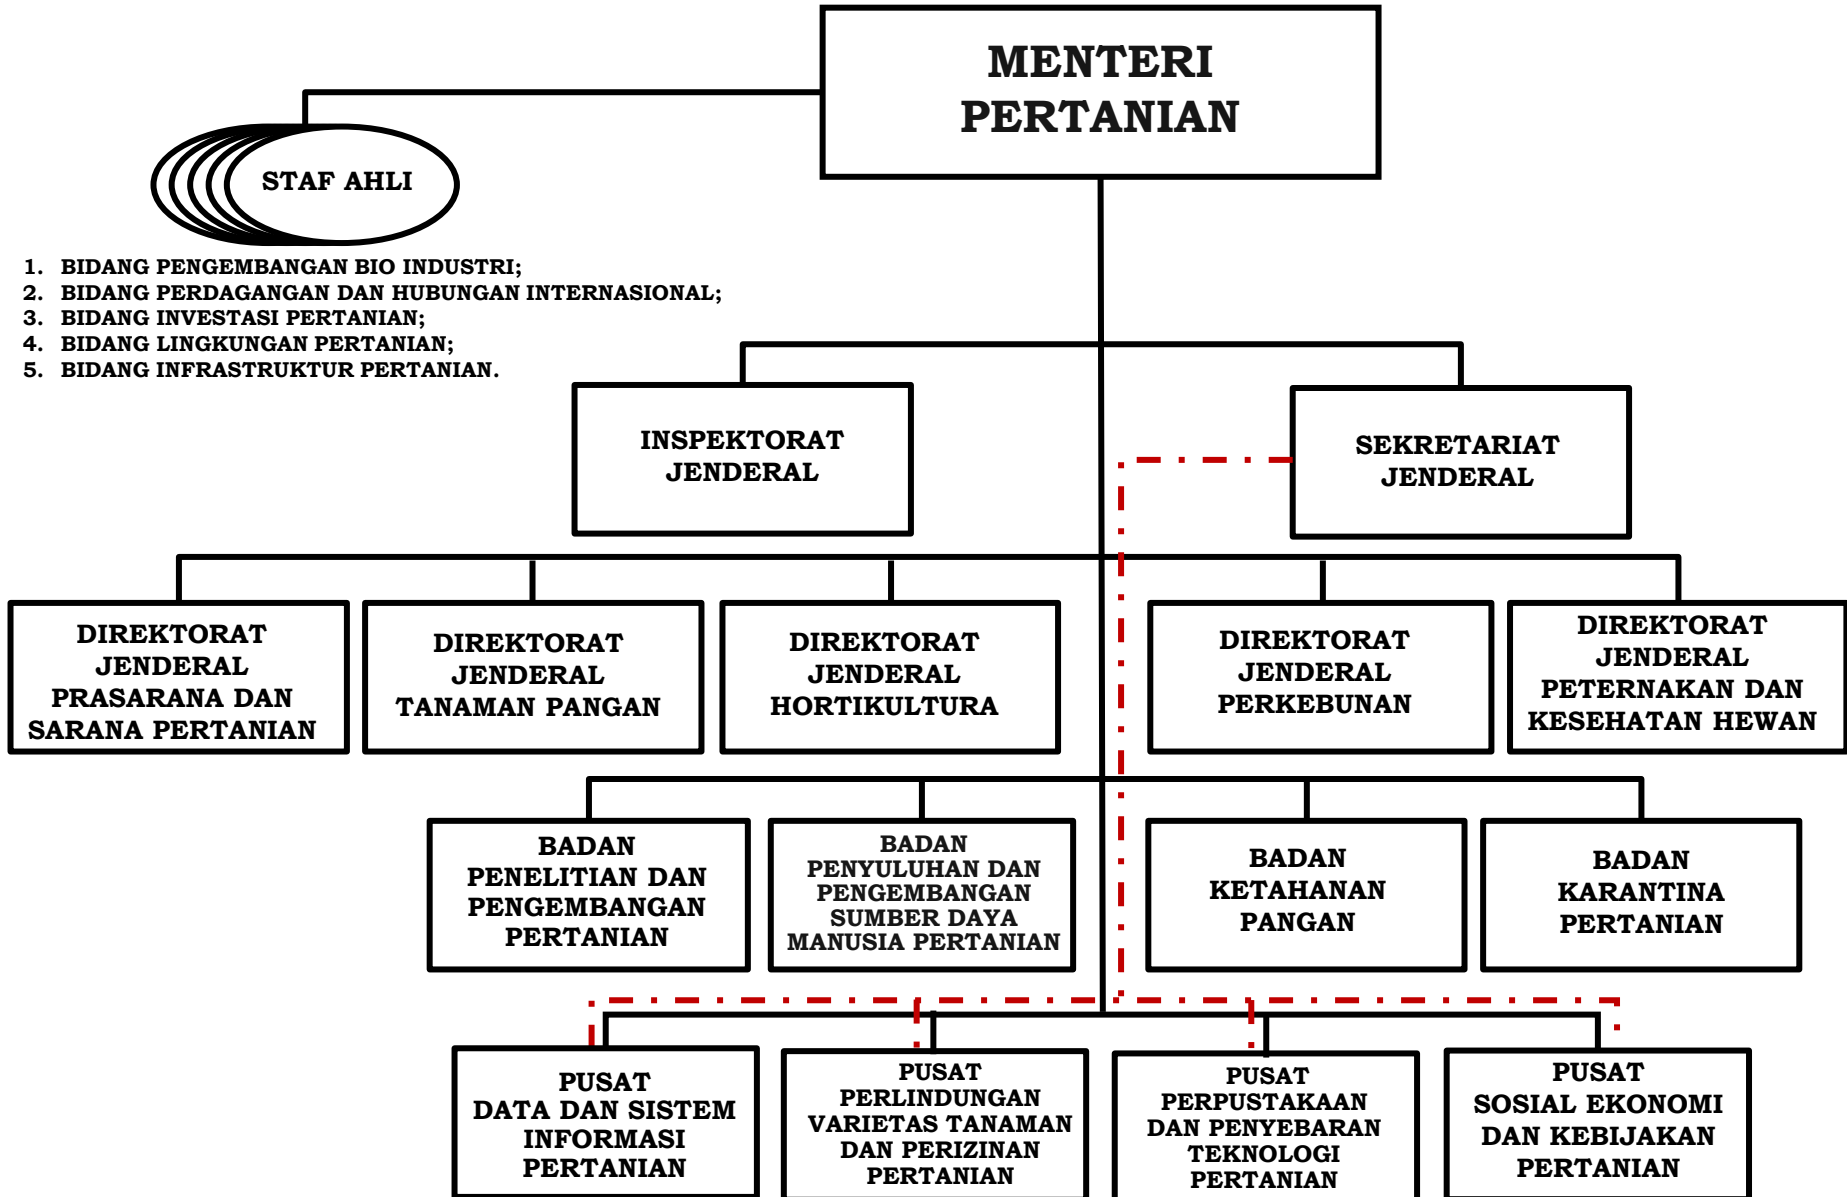 MENTERI
PERTANIAN
STAF AHLI
1. BIDANG PENGEMBANGAN BIO INDUSTRI;
2. BIDANG PERDAGANGAN DAN HUBUNGAN INTERNASIONAL;
3. BIDANG INVESTASI PERTANIAN;
4. BIDANG LINGKUNGAN PERTANIAN;
5. BIDANG INFRASTRUKTUR PERTANIAN.
INSPEKTORAT
JENDERAL
SEKRETARIAT
JENDERAL
DIREKTORAT
JENDERAL
PRASARANA DAN
SARANA PERTANIAN
DIREKTORAT
JENDERAL
TANAMAN PANGAN
DIREKTORAT
JENDERAL
HORTIKULTURA
DIREKTORAT
JENDERAL
PERKEBUNAN
DIREKTORAT
JENDERAL
PETERNAKAN DAN
KESEHATAN HEWAN
BADAN
PENELITIAN DAN
PENGEMBANGAN
PERTANIAN
BADAN
PENYULUHAN DAN
PENGEMBANGAN
SUMBER DAYA
MANUSIA PERTANIAN
BADAN
KETAHANAN
PANGAN
BADAN
KARANTINA
PERTANIAN
PUSAT
DATA DAN SISTEM
INFORMASI
PERTANIAN
PUSAT
PERLINDUNGAN
VARIETAS TANAMAN
DAN PERIZINAN
PERTANIAN
PUSAT
PERPUSTAKAAN
DAN PENYEBARAN
TEKNOLOGI
PERTANIAN
PUSAT
SOSIAL EKONOMI
DAN KEBIJAKAN
PERTANIAN